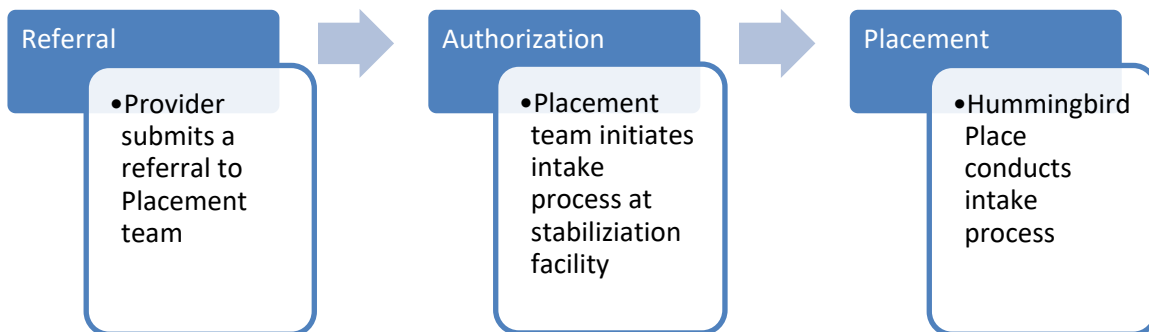 Referral
•Provider
submits a
referral to
Placement
team
Authorization
•Placement
team initiates
intake
process at
stabiliziation
facility
Placement
•Hummingbird
Place
conducts
intake
process